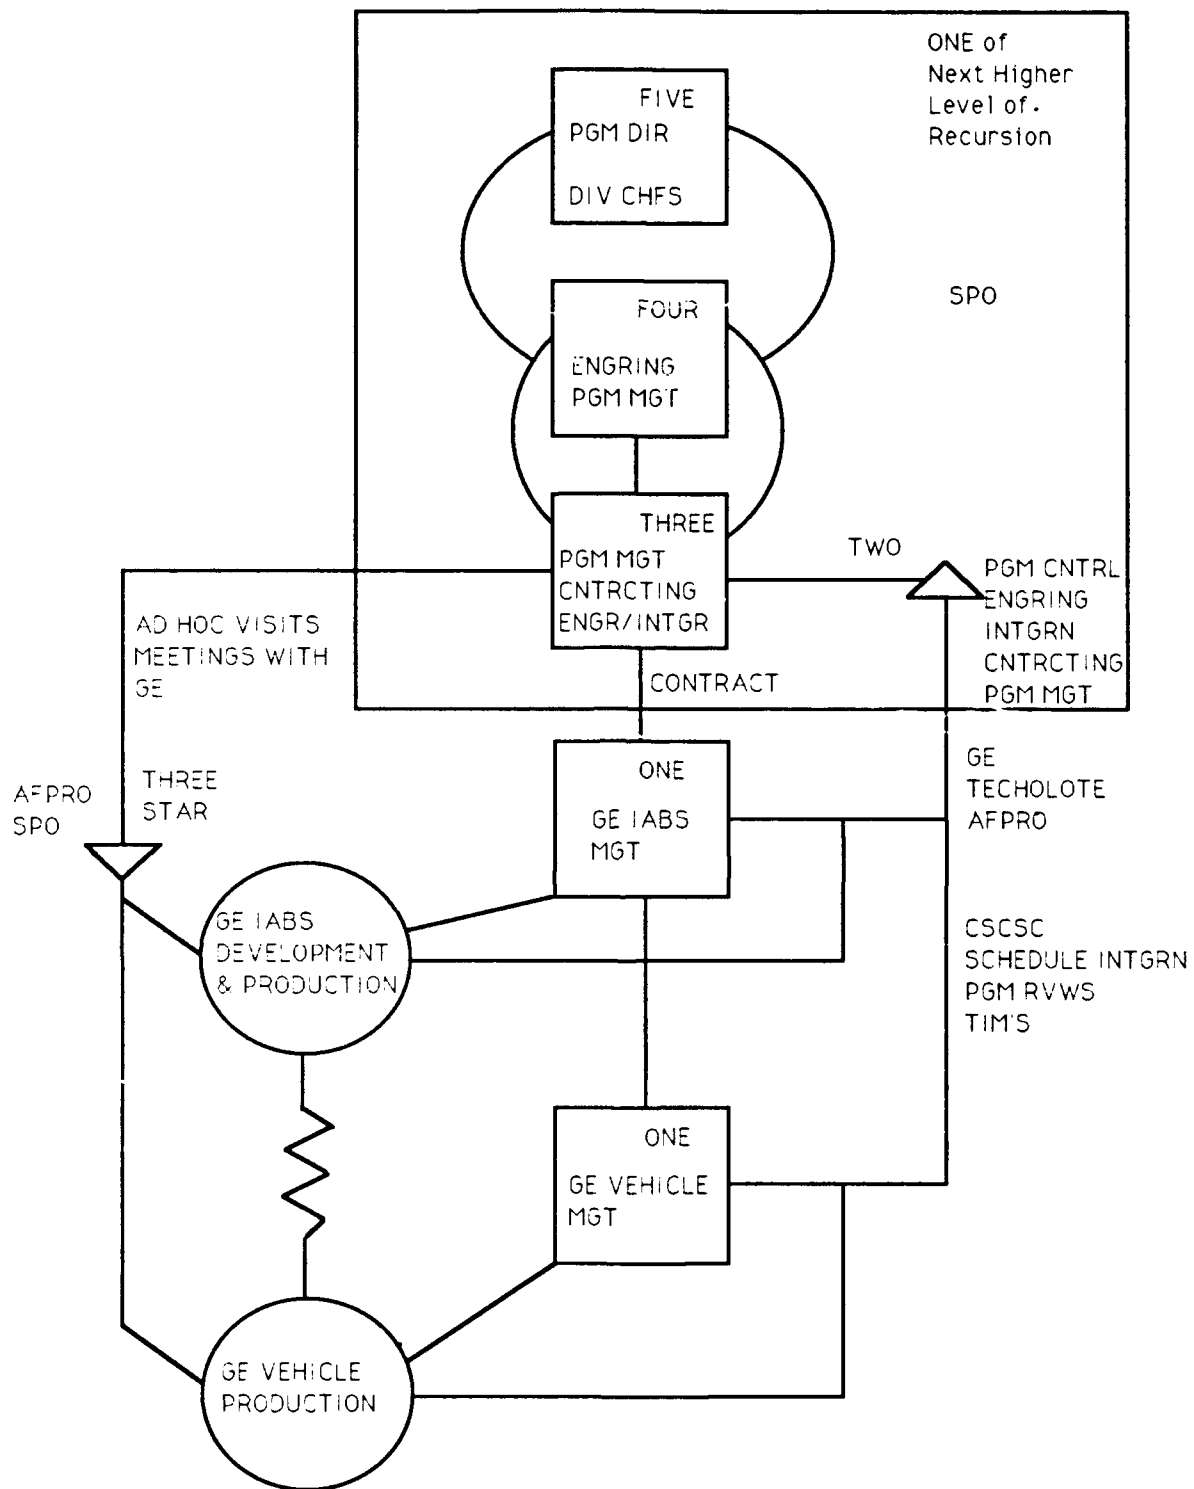 ONE of
Next Higher
Level of.
Recursion
FIVE
PGM DIR
DIV CHFS
SPO
FOUR
ENGRING
PGM MGT
THREE
PGM MGT
CNTRCTING
ENGR/INTGR
TWO
PGM CNTRL
ENGRING
INTGRN
CNTRCTING
PGM MGT
AD HOC VISITS
MEETINGS WITH
GE
CONTRACT
THREE
STAR
AFPRO
SPO
ONE
GE IABS
MGT
GE
TECHOLOTE
AFPRO
GE IABS
DEVELOPMENT
& PRODUCTION
CSCSC
SCHEDULE INTGRN
PGM RVWS
TIM'S
ONE
GE VEHICLE
MGT
GE VEHICLE
PRODUCTION